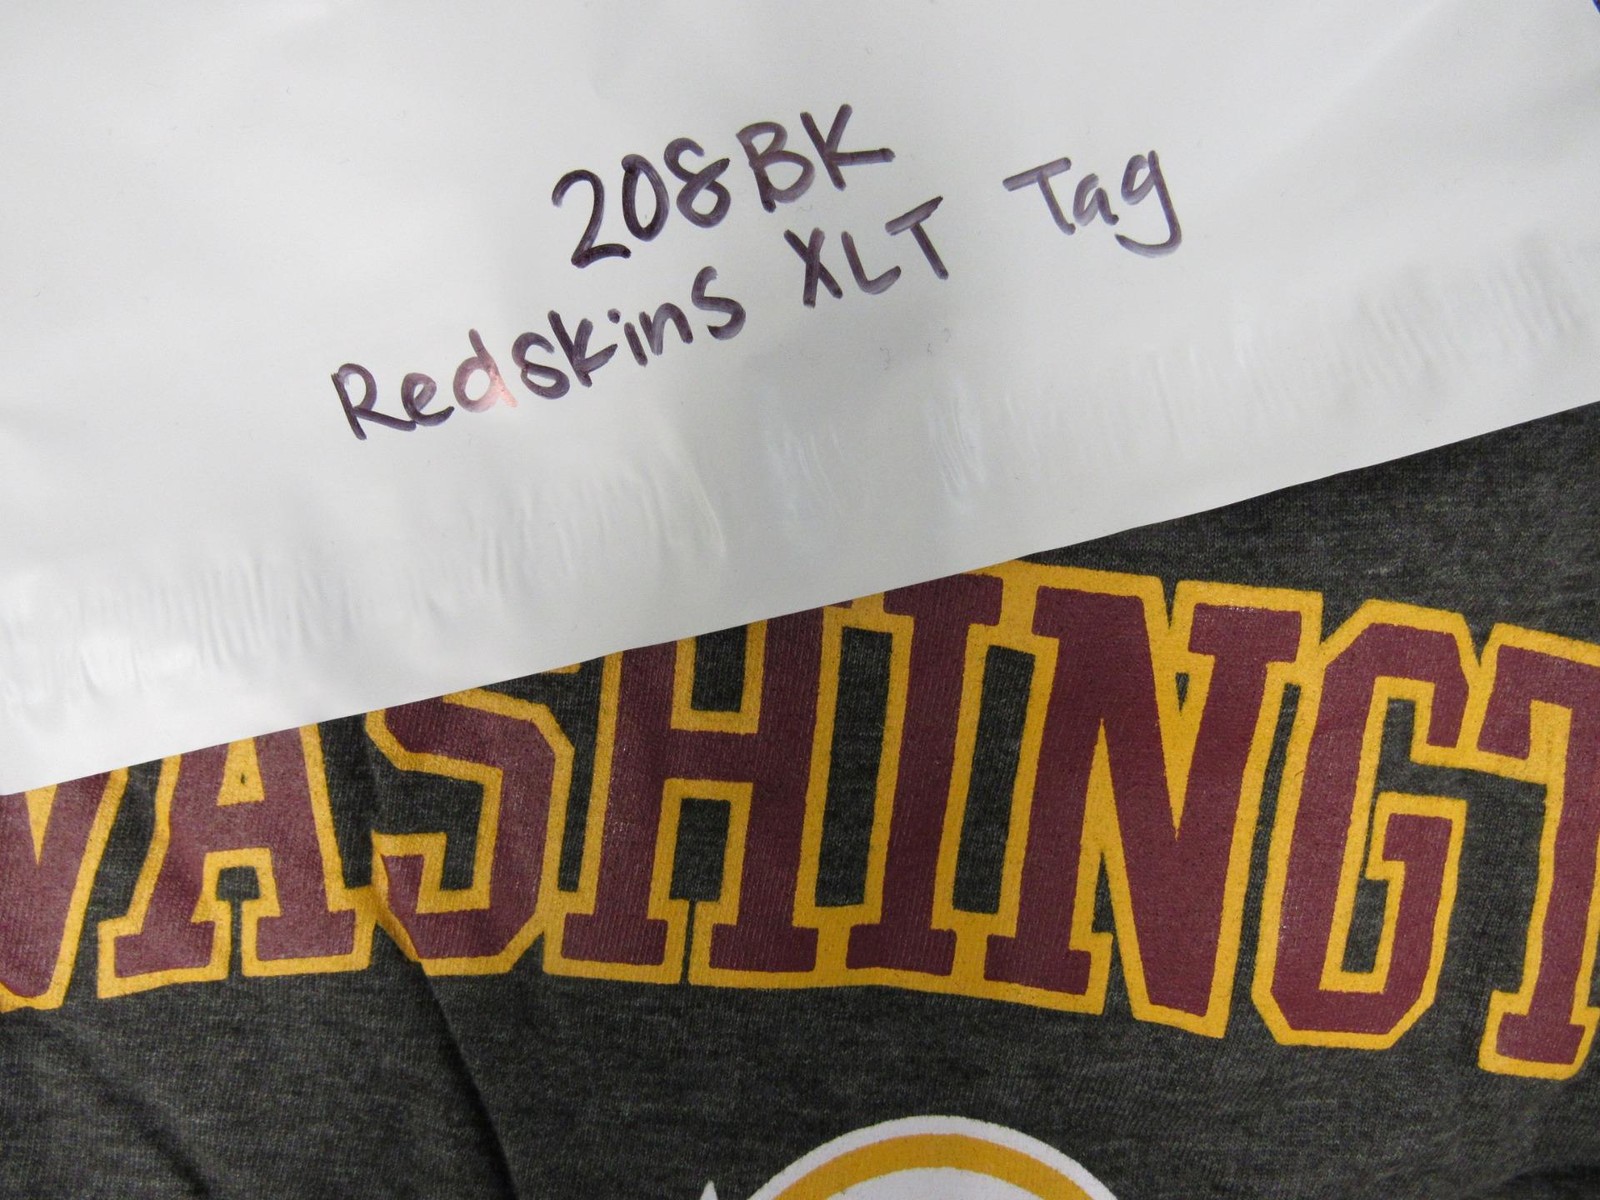 208BK
Redskins XLT Tag
WASHINGT